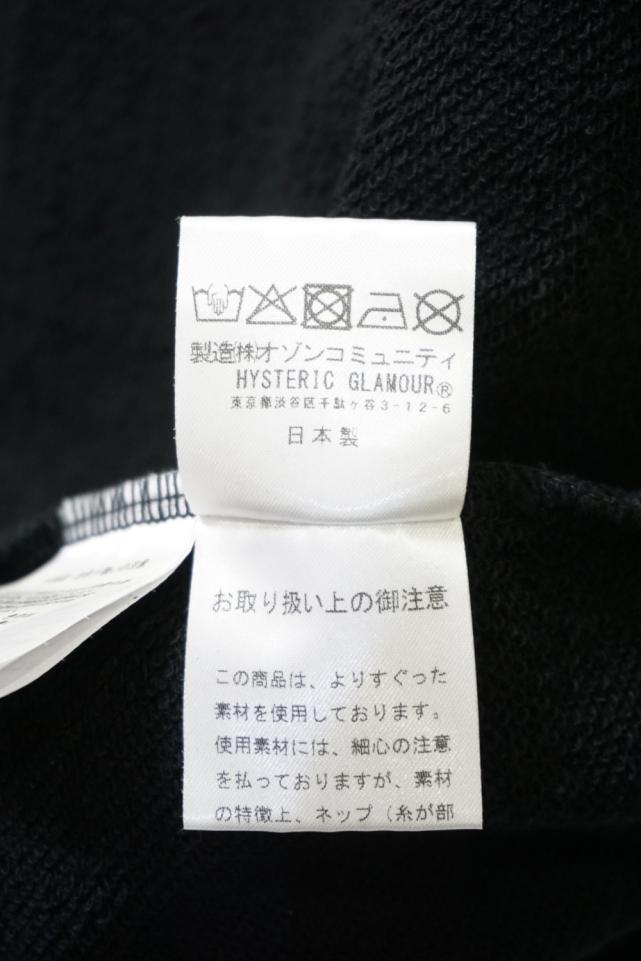 製造㈱オゾンコミュニティ
HYSTERIC GLAMOUR®
東京都渋谷区千駄ヶ谷3-12-6
日本製
お取り扱い上の御注意
この商品は、よりすぐった
素材を使用しております。
使用素材には、細心の注意
を払っておりますが、素材
の特徴上、ネップ（糸が部